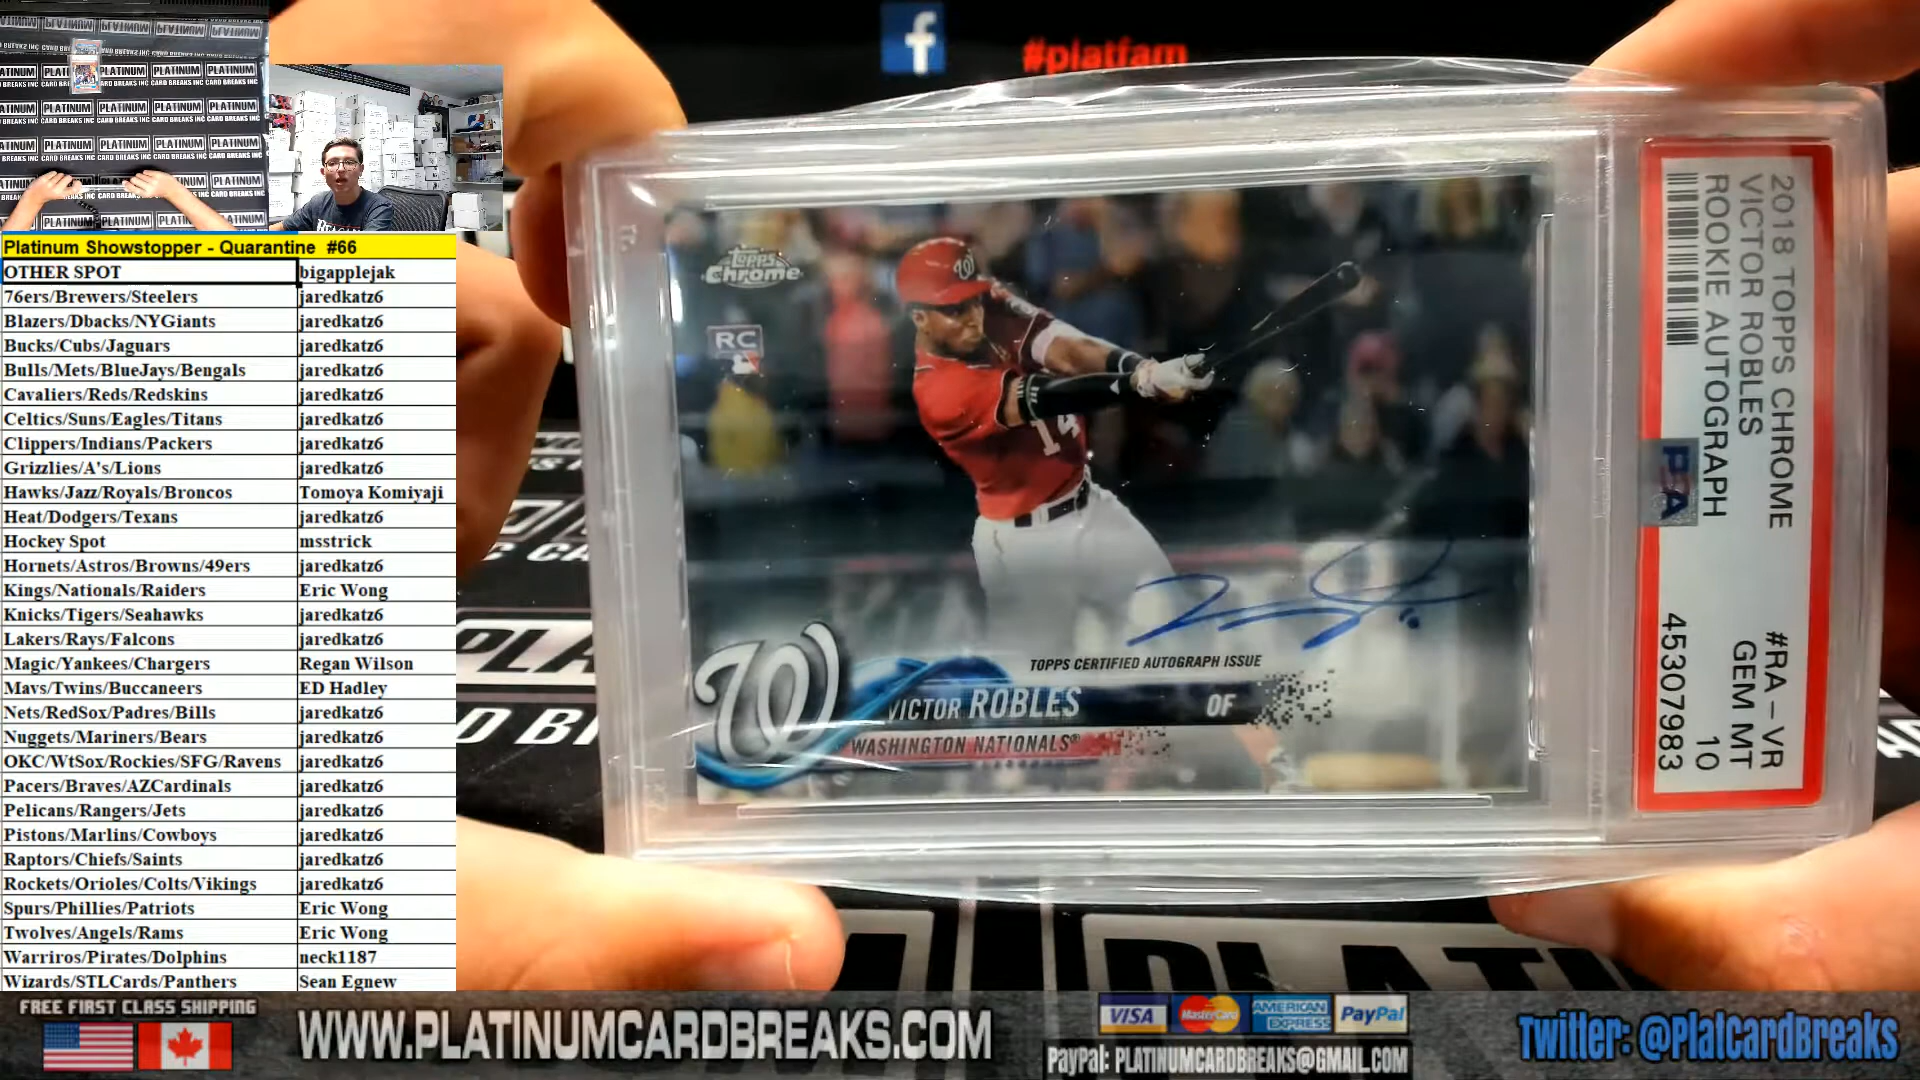 #platfam
Platinum Showstopper - Quarantine #66
OTHER SPOT bigapplejak
76ers/Brewers/Steelers jaredkatz6
Blazers/Dbacks/NYGiants jaredkatz6
Bucks/Cubs/Jaguars jaredkatz6
Bulls/Mets/BlueJays/Bengals jaredkatz6
Cavaliers/Reds/Redskins jaredkatz6
Celtics/Suns/Eagles/Titans jaredkatz6
Clippers/Indians/Packers jaredkatz6
Grizzlies/A's/Lions jaredkatz6
Hawks/Jazz/Royals/Broncos Tomoya Komiyaji
Heat/Dodgers/Texans jaredkatz6
Hockey Spot msstrick
Hornets/Astros/Browns/49ers jaredkatz6
Kings/Nationals/Raiders Eric Wong
Knicks/Tigers/Seahawks jaredkatz6
Lakers/Rays/Falcons jaredkatz6
Magic/Yankees/Chargers Regan Wilson
Mavs/Twins/Buccaneers ED Hadley
Nets/RedSox/Padres/Bills jaredkatz6
Nuggets/Mariners/Bears jaredkatz6
OKC/WtSox/Rockies/SFG/Ravens jaredkatz6
Pacers/Braves/AZCardinals jaredkatz6
Pelicans/Rangers/Jets jaredkatz6
Pistons/Marlins/Cowboys jaredkatz6
Raptors/Chiefs/Saints jaredkatz6
Rockets/Orioles/Colts/Vikings jaredkatz6
Spurs/Phillies/Patriots Eric Wong
Twolves/Angels/Rams Eric Wong
Warriros/Pirates/Dolphins neck1187
Wizards/STLCards/Panthers Sean Egnew
Topps Chrome
RC
W
14
TOPPS CERTIFIED AUTOGRAPH ISSUE
VICTOR ROBLES OF
WASHINGTON NATIONALS®
2018 TOPPS CHROME #RA-VR
VICTOR ROBLES GEM MT
ROOKIE AUTOGRAPH 10
PSA 45307983
FREE FIRST CLASS SHIPPING
WWW.PLATINUMCARDBREAKS.COM
VISA MasterCard AMERICAN EXPRESS PayPal
PayPal: PLATINUMCARDBREAKS@GMAIL.COM
Twitter: @PlatCardBreaks